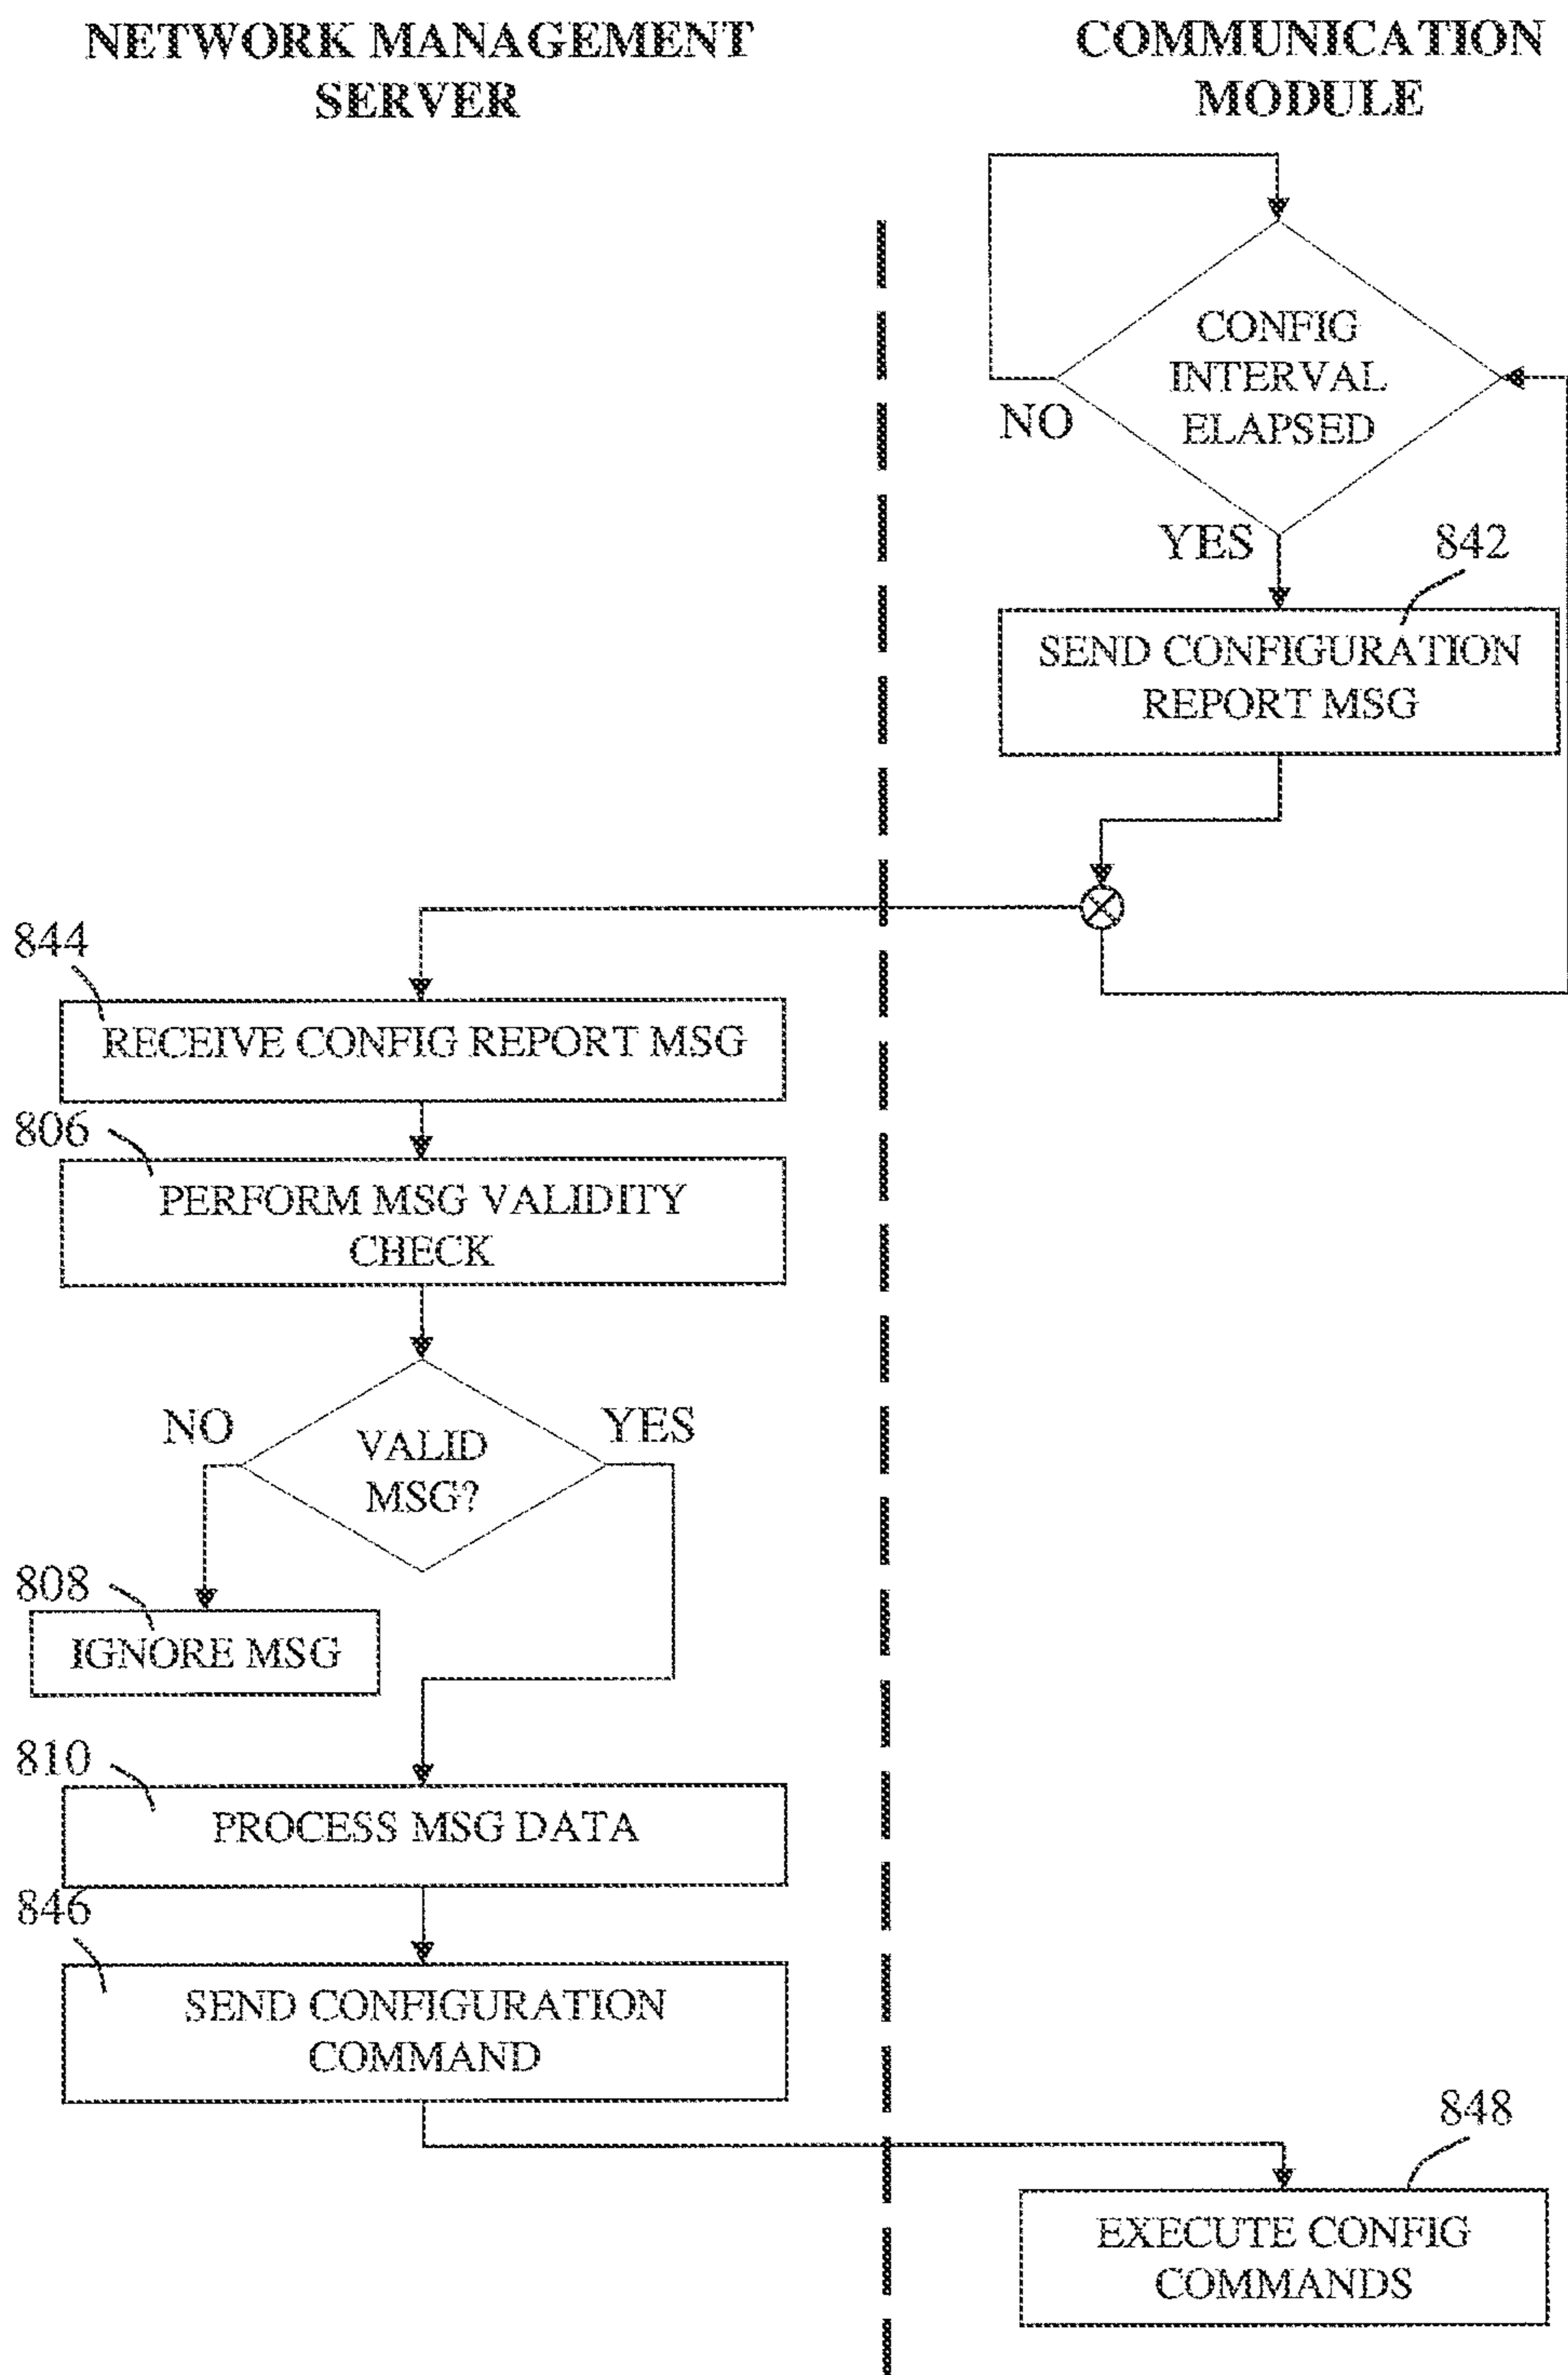 NETWORK MANAGEMENT
SERVER
COMMUNICATION
MODULE
CONFIG
INTERVAL
ELAPSED
NO
YES
842
SEND CONFIGURATION
REPORT MSG
844
RECEIVE CONFIG REPORT MSG
806
PERFORM MSG VALIDITY
CHECK
NO
YES
VALID
MSG?
808
IGNORE MSG
810
PROCESS MSG DATA
846
SEND CONFIGURATION
COMMAND
848
EXECUTE CONFIG
COMMANDS